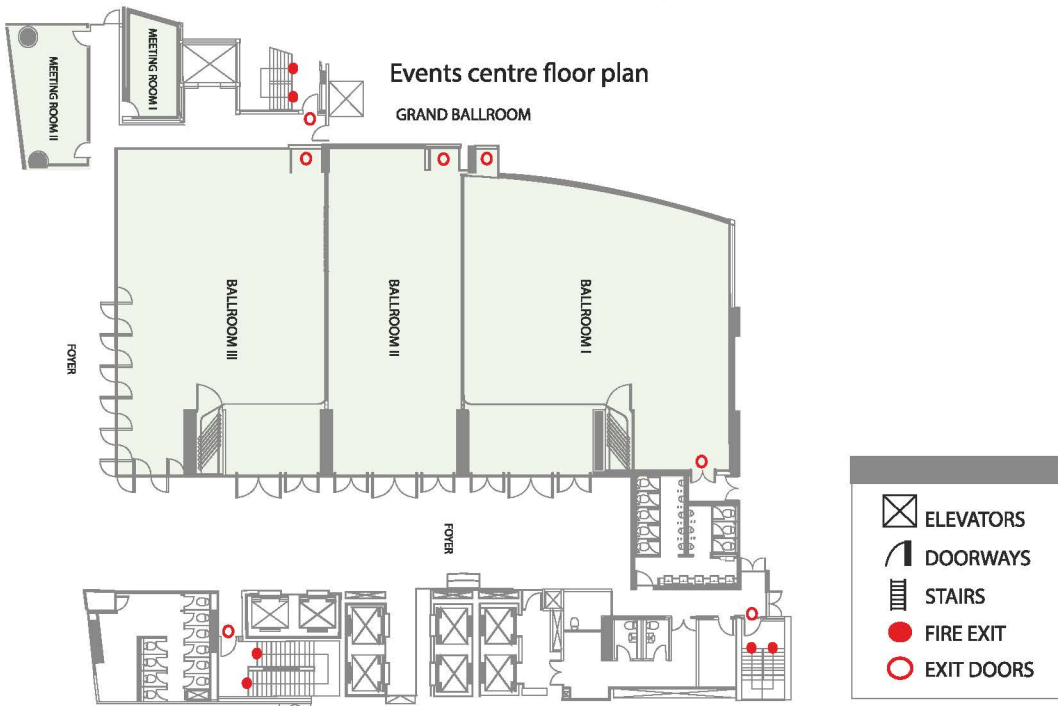 Events centre floor plan
GRAND BALLROOM
MEETING ROOM II
MEETING ROOM I
BALLROOM III
BALLROOM II
BALLROOM I
FOYER
FOYER
ELEVATORS
DOORWAYS
STAIRS
FIRE EXIT
EXIT DOORS